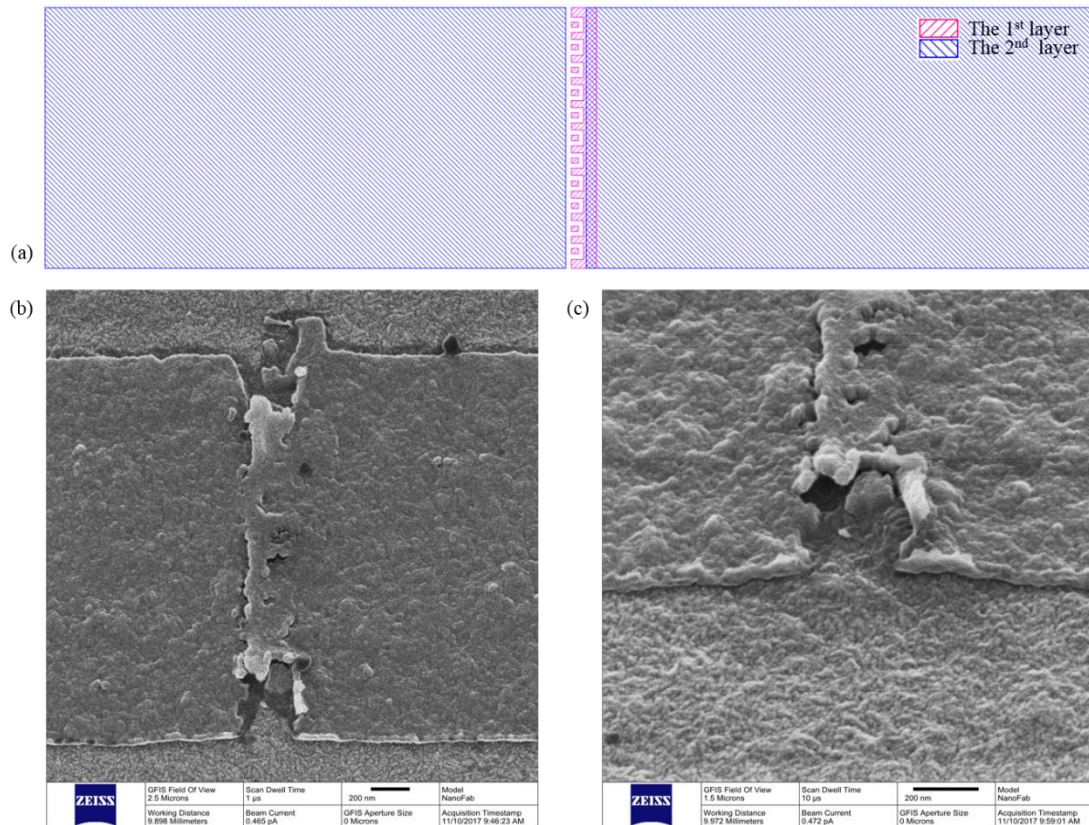 The 1st layer
The 2nd layer
(a)
(b)
(c)
ZEISS
GFIS Field Of View
2.5 Microns
Scan Dwell Time
1 µs
200 nm
Model
NanoFab
Working Distance
9.898 Millimeters
Beam Current
0.465 pA
GFIS Aperture Size
0 Microns
Acquisition Timestamp
11/10/2017 9:46:23 AM
ZEISS
GFIS Field Of View
1.5 Microns
Scan Dwell Time
10 µs
200 nm
Model
NanoFab
Working Distance
9.972 Millimeters
Beam Current
0.472 pA
GFIS Aperture Size
0 Microns
Acquisition Timestamp
11/10/2017 9:59:01 AM